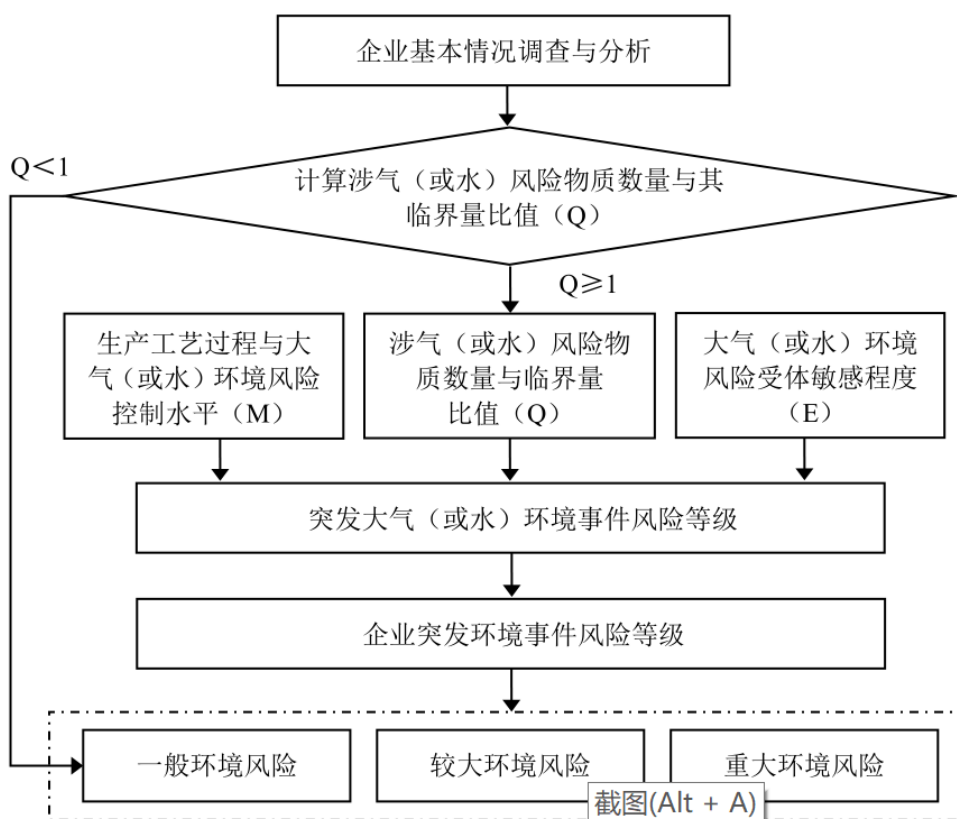 企业基本情况调查与分析
Q＜1
计算涉气（或水）风险物质数量与其
临界量比值（Q）
Q≥1
生产工艺过程与大
气（或水）环境风险
控制水平（M）
涉气（或水）风险物
质数量与临界量
比值（Q）
大气（或水）环境
风险受体敏感程度
（E）
突发大气（或水）环境事件风险等级
企业突发环境事件风险等级
一般环境风险
较大环境风险
重大环境风险
截图(Alt + A)